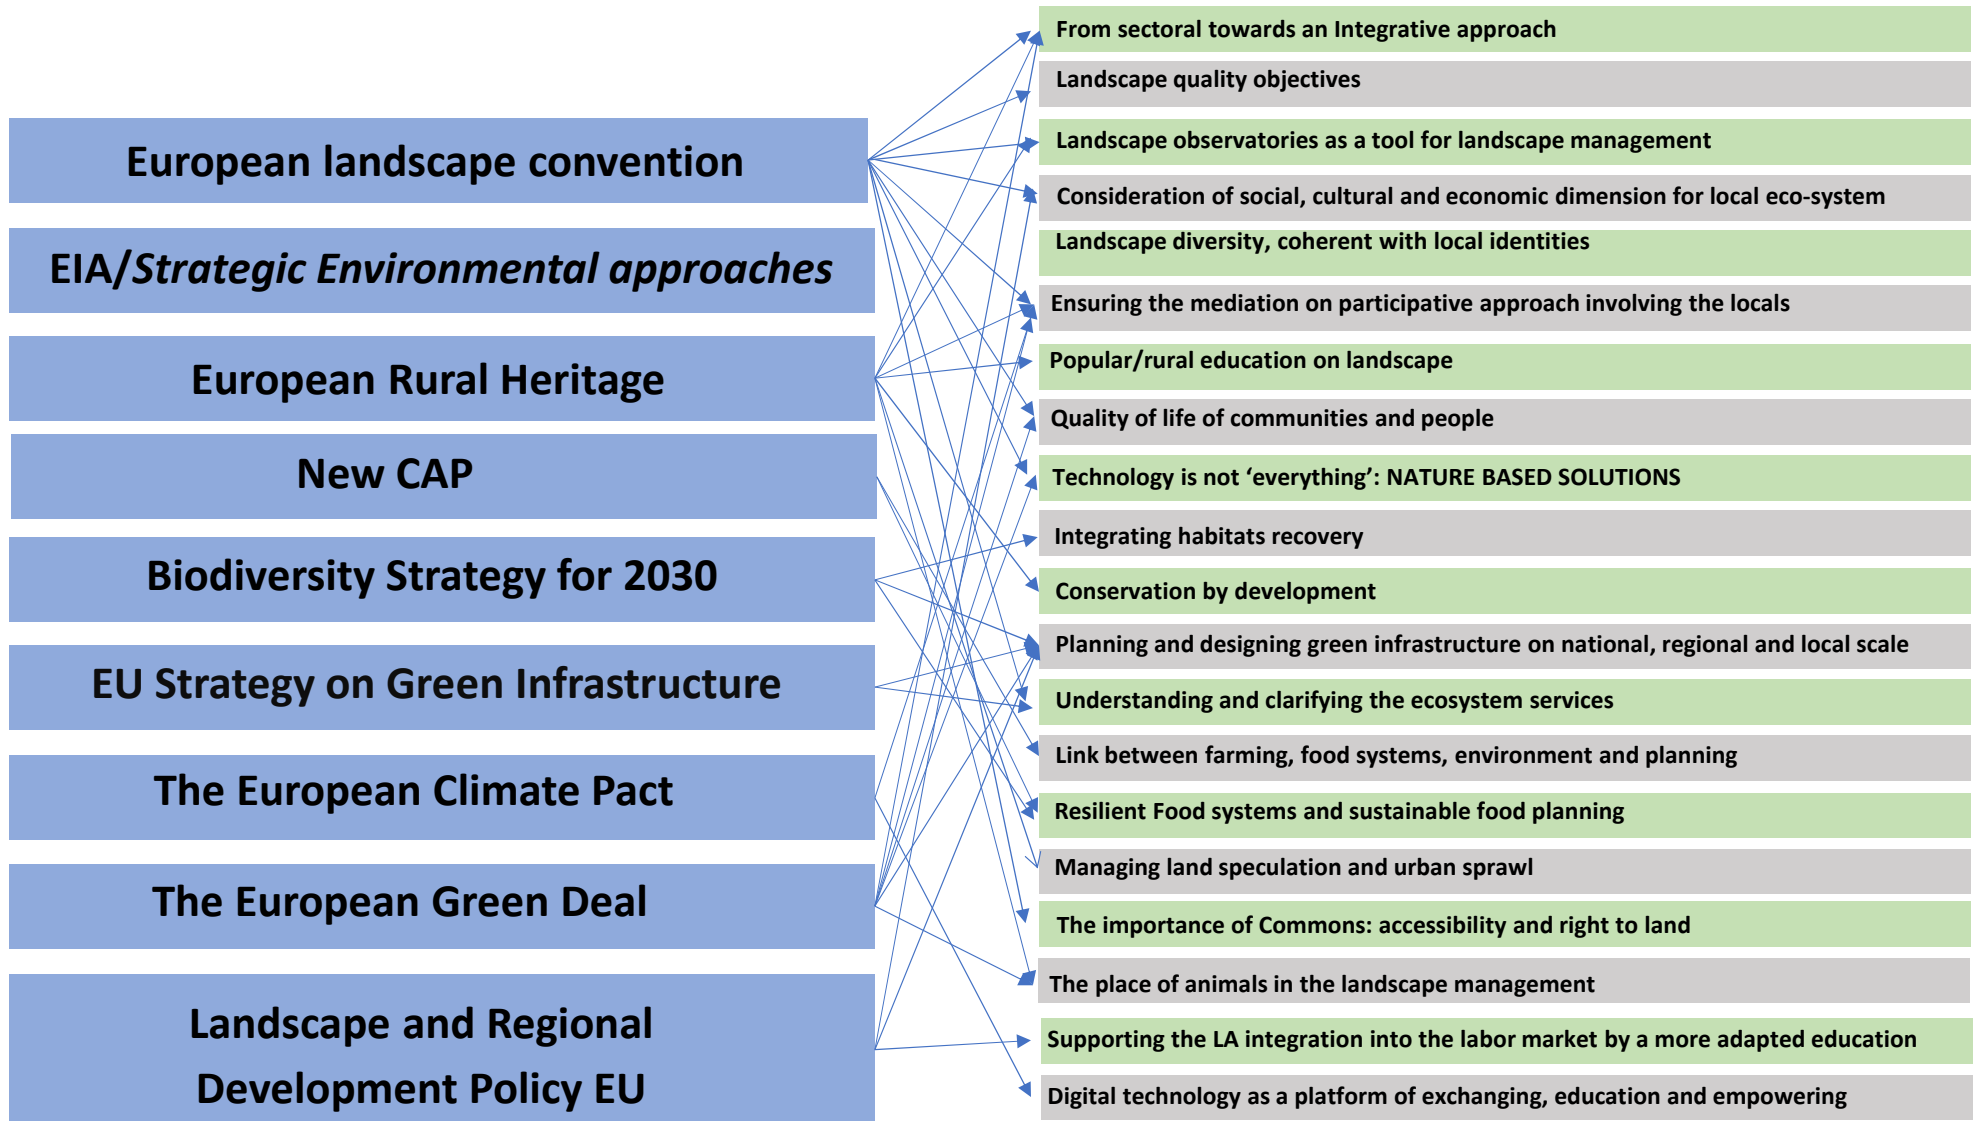 European landscape convention
EIA/Strategic Environmental approaches
European Rural Heritage
New CAP
Biodiversity Strategy for 2030
EU Strategy on Green Infrastructure
The European Climate Pact
The European Green Deal
Landscape and Regional
Development Policy EU
From sectoral towards an Integrative approach
Landscape quality objectives
Landscape observatories as a tool for landscape management
Consideration of social, cultural and economic dimension for local eco-system
Landscape diversity, coherent with local identities
Ensuring the mediation on participative approach involving the locals
Popular/rural education on landscape
Quality of life of communities and people
Technology is not ‘everything’: NATURE BASED SOLUTIONS
Integrating habitats recovery
Conservation by development
Planning and designing green infrastructure on national, regional and local scale
Understanding and clarifying the ecosystem services
Link between farming, food systems, environment and planning
Resilient Food systems and sustainable food planning
Managing land speculation and urban sprawl
The importance of Commons: accessibility and right to land
The place of animals in the landscape management
Supporting the LA integration into the labor market by a more adapted education
Digital technology as a platform of exchanging, education and empowering